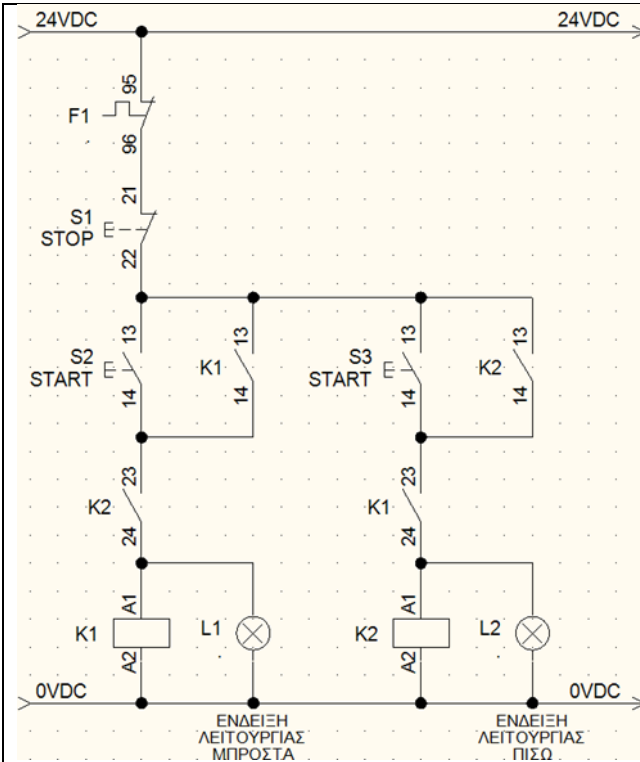 24VDC 24VDC
95
F1
96
21
S1
STOP
22
13 13 13 13
S2 K1 S3 K2
START START
14 14 14 14
23 23
K2 K1
24 24
A1 A1
K1 L1 K2 L2
A2 A2
0VDC 0VDC
ΕΝΔΕΙΞΗ ΕΝΔΕΙΞΗ
ΛΕΙΤΟΥΡΓΙΑΣ ΛΕΙΤΟΥΡΓΙΑΣ
ΜΠΡΟΣΤΑ ΠΙΣΩ